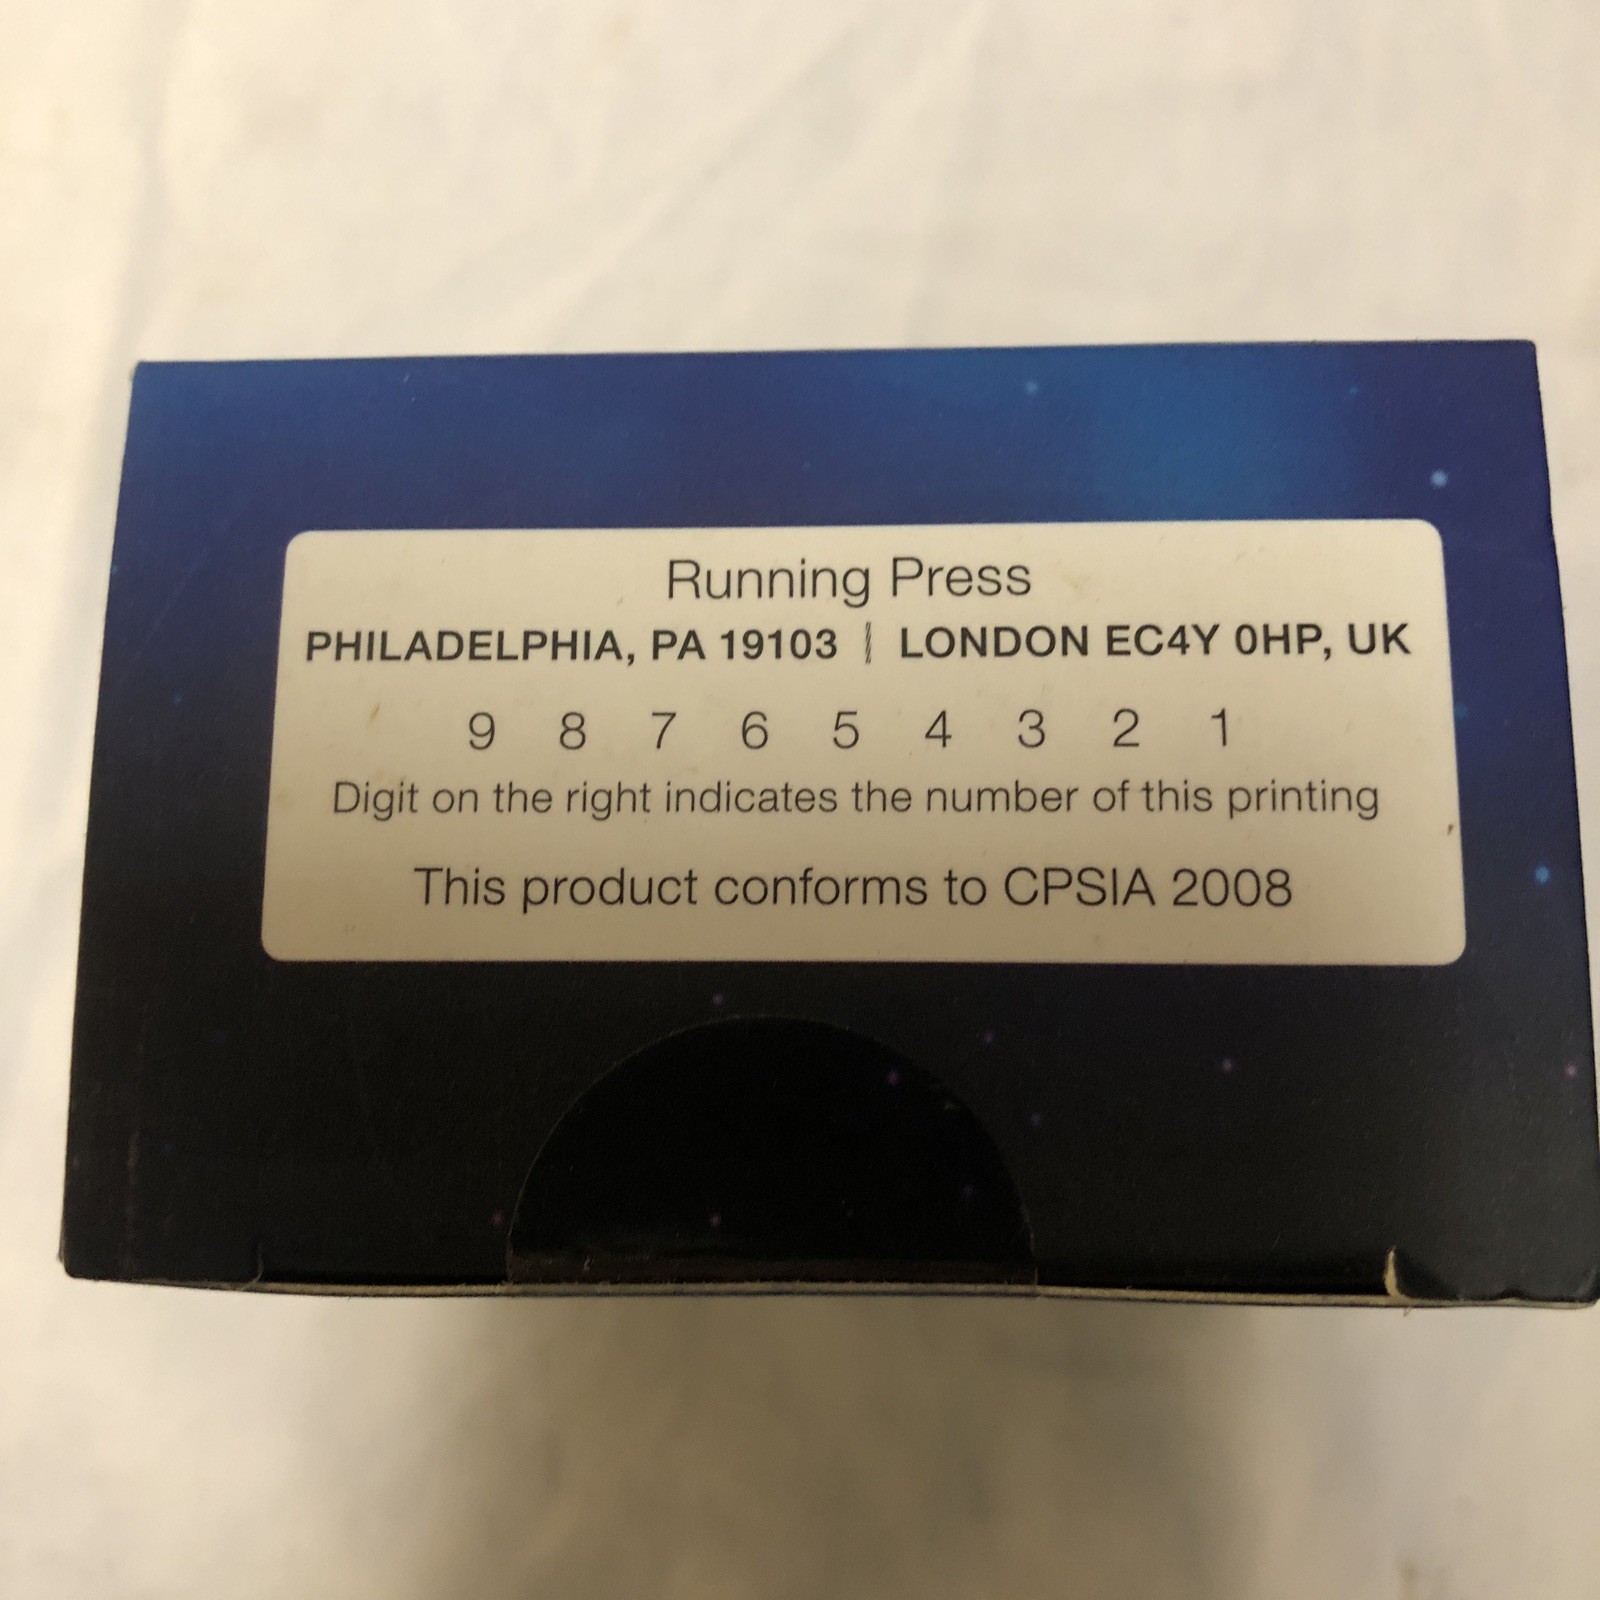 Running Press
PHILADELPHIA, PA 19103 | LONDON EC4Y 0HP, UK
9 8 7 6 5 4 3 2 1
Digit on the right indicates the number of this printing
This product conforms to CPSIA 2008